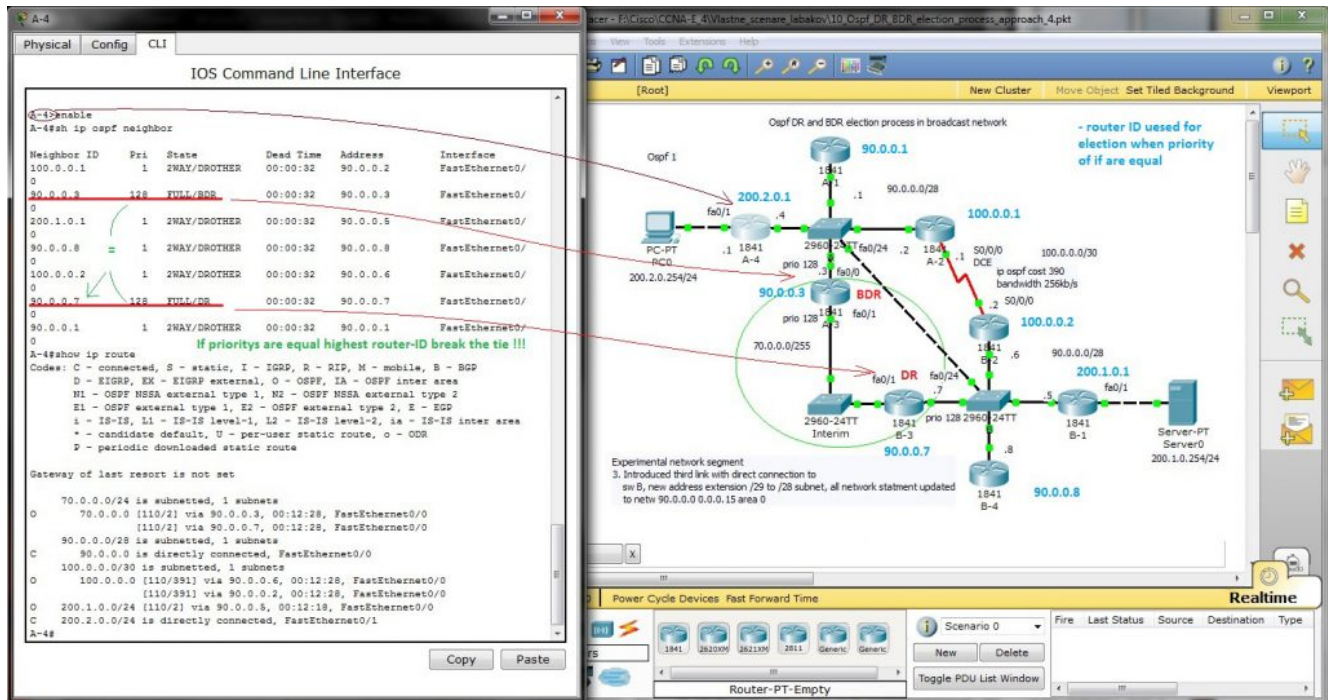 A-4
Physical Config CLI
IOS Command Line Interface
A-4>enable
A-4#sh ip ospf neighbor
Neighbor ID Pri State Dead Time Address Interface
100.0.0.1 1 2WAY/DROTHER 00:00:32 90.0.0.2 FastEthernet0/
0
90.0.0.3 128 FULL/BDR 00:00:32 90.0.0.3 FastEthernet0/
0
200.1.0.1 1 2WAY/DROTHER 00:00:32 90.0.0.5 FastEthernet0/
0
90.0.0.8 1 2WAY/DROTHER 00:00:32 90.0.0.8 FastEthernet0/
0
=
100.0.0.2 1 2WAY/DROTHER 00:00:32 90.0.0.6 FastEthernet0/
0
90.0.0.7 128 FULL/DR 00:00:32 90.0.0.7 FastEthernet0/
0
90.0.0.1 1 2WAY/DROTHER 00:00:32 90.0.0.1 FastEthernet0/
0
If prioritys are equal highest router-ID break the tie !!!
A-4#show ip route
Codes: C - connected, S - static, I - IGRP, R - RIP, M - mobile, B - BGP
D - EIGRP, EX - EIGRP external, O - OSPF, IA - OSPF inter area
N1 - OSPF NSSA external type 1, N2 - OSPF NSSA external type 2
E1 - OSPF external type 1, E2 - OSPF external type 2, E - EGP
i - IS-IS, L1 - IS-IS level-1, L2 - IS-IS level-2, ia - IS-IS inter area
* - candidate default, U - per-user static route, o - ODR
P - periodic downloaded static route
Gateway of last resort is not set
70.0.0.0/24 is subnetted, 1 subnets
O 70.0.0.0 [110/2] via 90.0.0.3, 00:12:28, FastEthernet0/0
[110/2] via 90.0.0.7, 00:12:28, FastEthernet0/0
90.0.0.0/28 is subnetted, 1 subnets
C 90.0.0.0 is directly connected, FastEthernet0/0
100.0.0.0/30 is subnetted, 1 subnets
O 100.0.0.0 [110/391] via 90.0.0.6, 00:12:28, FastEthernet0/0
[110/391] via 90.0.0.2, 00:12:28, FastEthernet0/0
O 200.1.0.0/24 [110/2] via 90.0.0.5, 00:12:18, FastEthernet0/0
C 200.2.0.0/24 is directly connected, FastEthernet0/1
A-4#
Copy Paste
acer - F:\Cisco\CCNA-E_4\Vlastne_scenare_labakov\10_Ospf_DR_BDR_election_process_approach_4.pkt
View Tools Extensions Help
[Root] New Cluster Move Object Set Tiled Background Viewport
Ospf DR and BDR election process in broadcast network
- router ID uesed for
election when priority
of if are equal
Ospf 1
90.0.0.1
1841
A-1
.1
90.0.0.0/28
200.2.0.1
fa0/1
.4
100.0.0.1
PC-PT
PC0
200.2.0.254/24
.1
1841
A-4
2960-24TT
fa0/24
.2
1841
A-2
.1
S0/0/0
DCE
100.0.0.0/30
ip ospf cost 390
bandwidth 256kb/s
prio 128
.3
fa0/0
90.0.0.3
BDR
1841
A-3
prio 128
fa0/1
.2
S0/0/0
100.0.0.2
1841
B-2
.6
70.0.0.0/255
90.0.0.0/28
200.1.0.1
fa0/1
DR
fa0/24
.7
fa0/1
2960-24TT
Interim
1841
B-3
prio 128
2960-24TT
B
.5
1841
B-1
Server-PT
Server0
200.1.0.254/24
90.0.0.7
.8
1841
B-4
90.0.0.8
Experimental network segment
3. Introduced third link with direct connection to
sw B, new address extension /29 to /28 subnet, all network statment updated
to netw 90.0.0.0 0.0.0.15 area 0
X
Power Cycle Devices Fast Forward Time Realtime
rs
1841 2620XM 2621XM 2811 Generic Generic
Router-PT-Empty
Scenario 0
New Delete
Toggle PDU List Window
Fire Last Status Source Destination Type